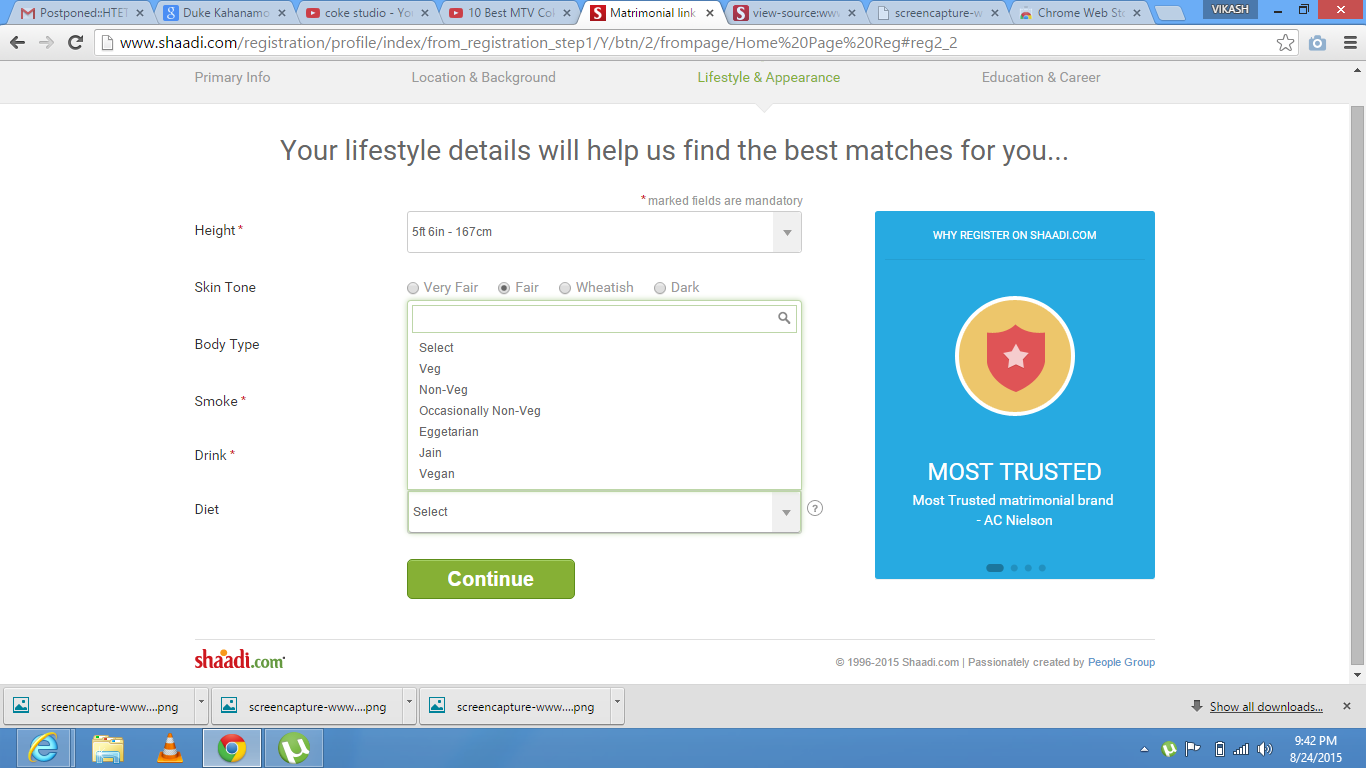 Postponed::HTET
Duke Kahanamo
coke studio - You
10 Best MTV Col
Matrimonial link
view-source:www
screencapture-w
Chrome Web Sto
VIKASH
www.shaadi.com/registration/profile/index/from_registration_step1/Y/btn/2/frompage/Home%20Page%20Reg#reg2_2
Primary Info
Location & Background
Lifestyle & Appearance
Education & Career
Your lifestyle details will help us find the best matches for you...
* marked fields are mandatory
Height *
5ft 6in - 167cm
Skin Tone
Very Fair
Fair
Wheatish
Dark
Body Type
Smoke *
Drink *
Select
Veg
Non-Veg
Occasionally Non-Veg
Eggetarian
Jain
Vegan
Diet
Select
?
Continue
WHY REGISTER ON SHAADI.COM
MOST TRUSTED
Most Trusted matrimonial brand
- AC Nielson
shaadi.com
© 1996-2015 Shaadi.com | Passionately created by People Group
screencapture-www....png
screencapture-www....png
screencapture-www....png
Show all downloads...
9:42 PM
8/24/2015